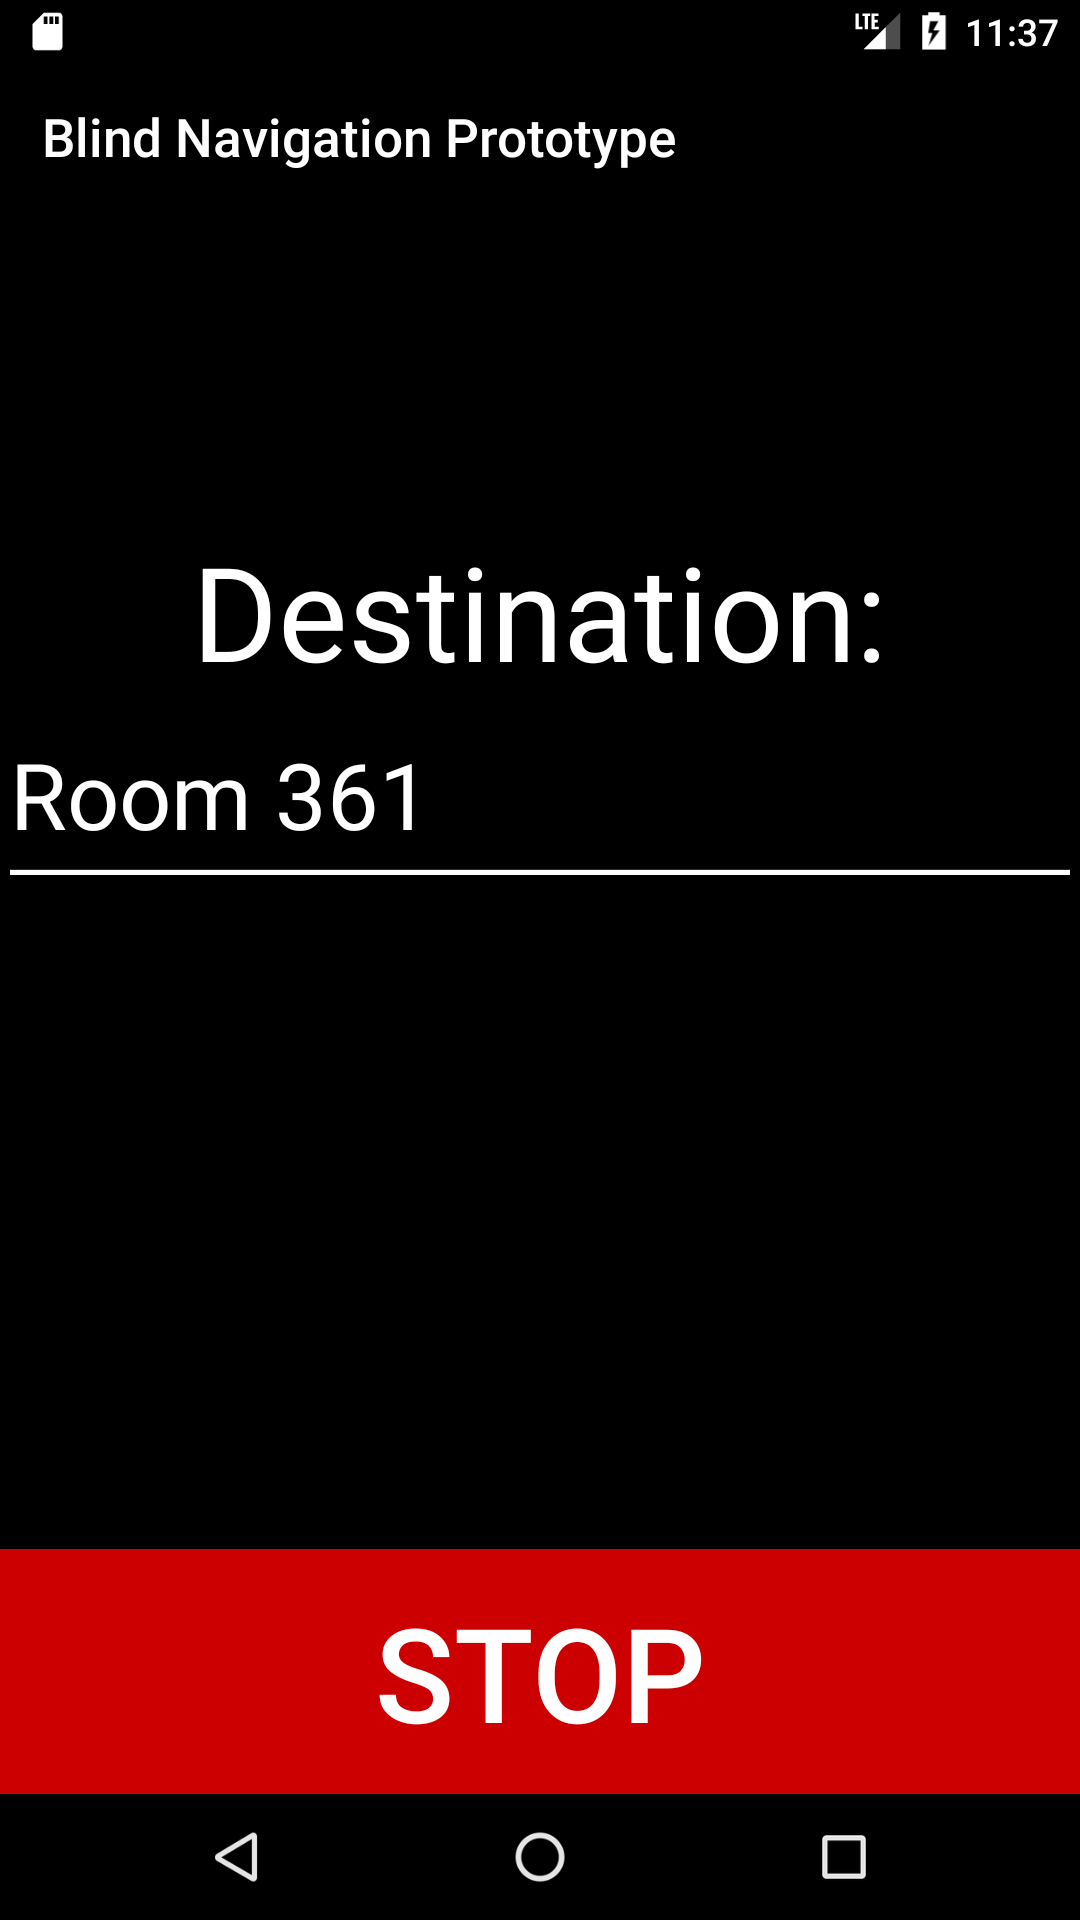 LTE 11:37
Blind Navigation Prototype
Destination:
Room 361
STOP